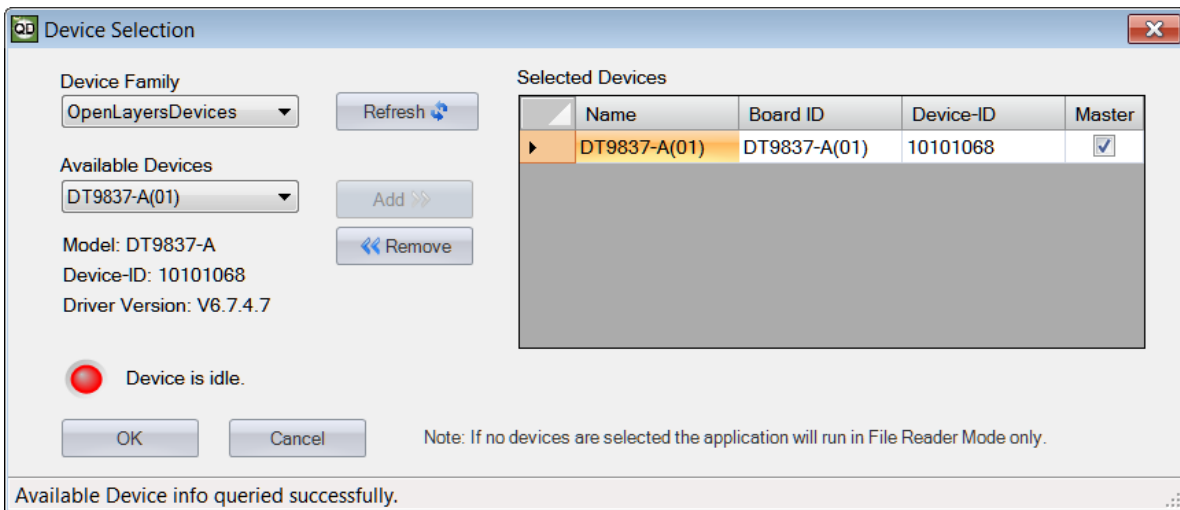 QD Device Selection
Device Family
OpenLayersDevices
Refresh
Available Devices
DT9837-A(01)
Add
Remove
Model: DT9837-A
Device-ID: 10101068
Driver Version: V6.7.4.7
Device is idle.
OK Cancel
Selected Devices
Name Board ID Device-ID Master
DT9837-A(01) DT9837-A(01) 10101068
Note: If no devices are selected the application will run in File Reader Mode only.
Available Device info queried successfully.